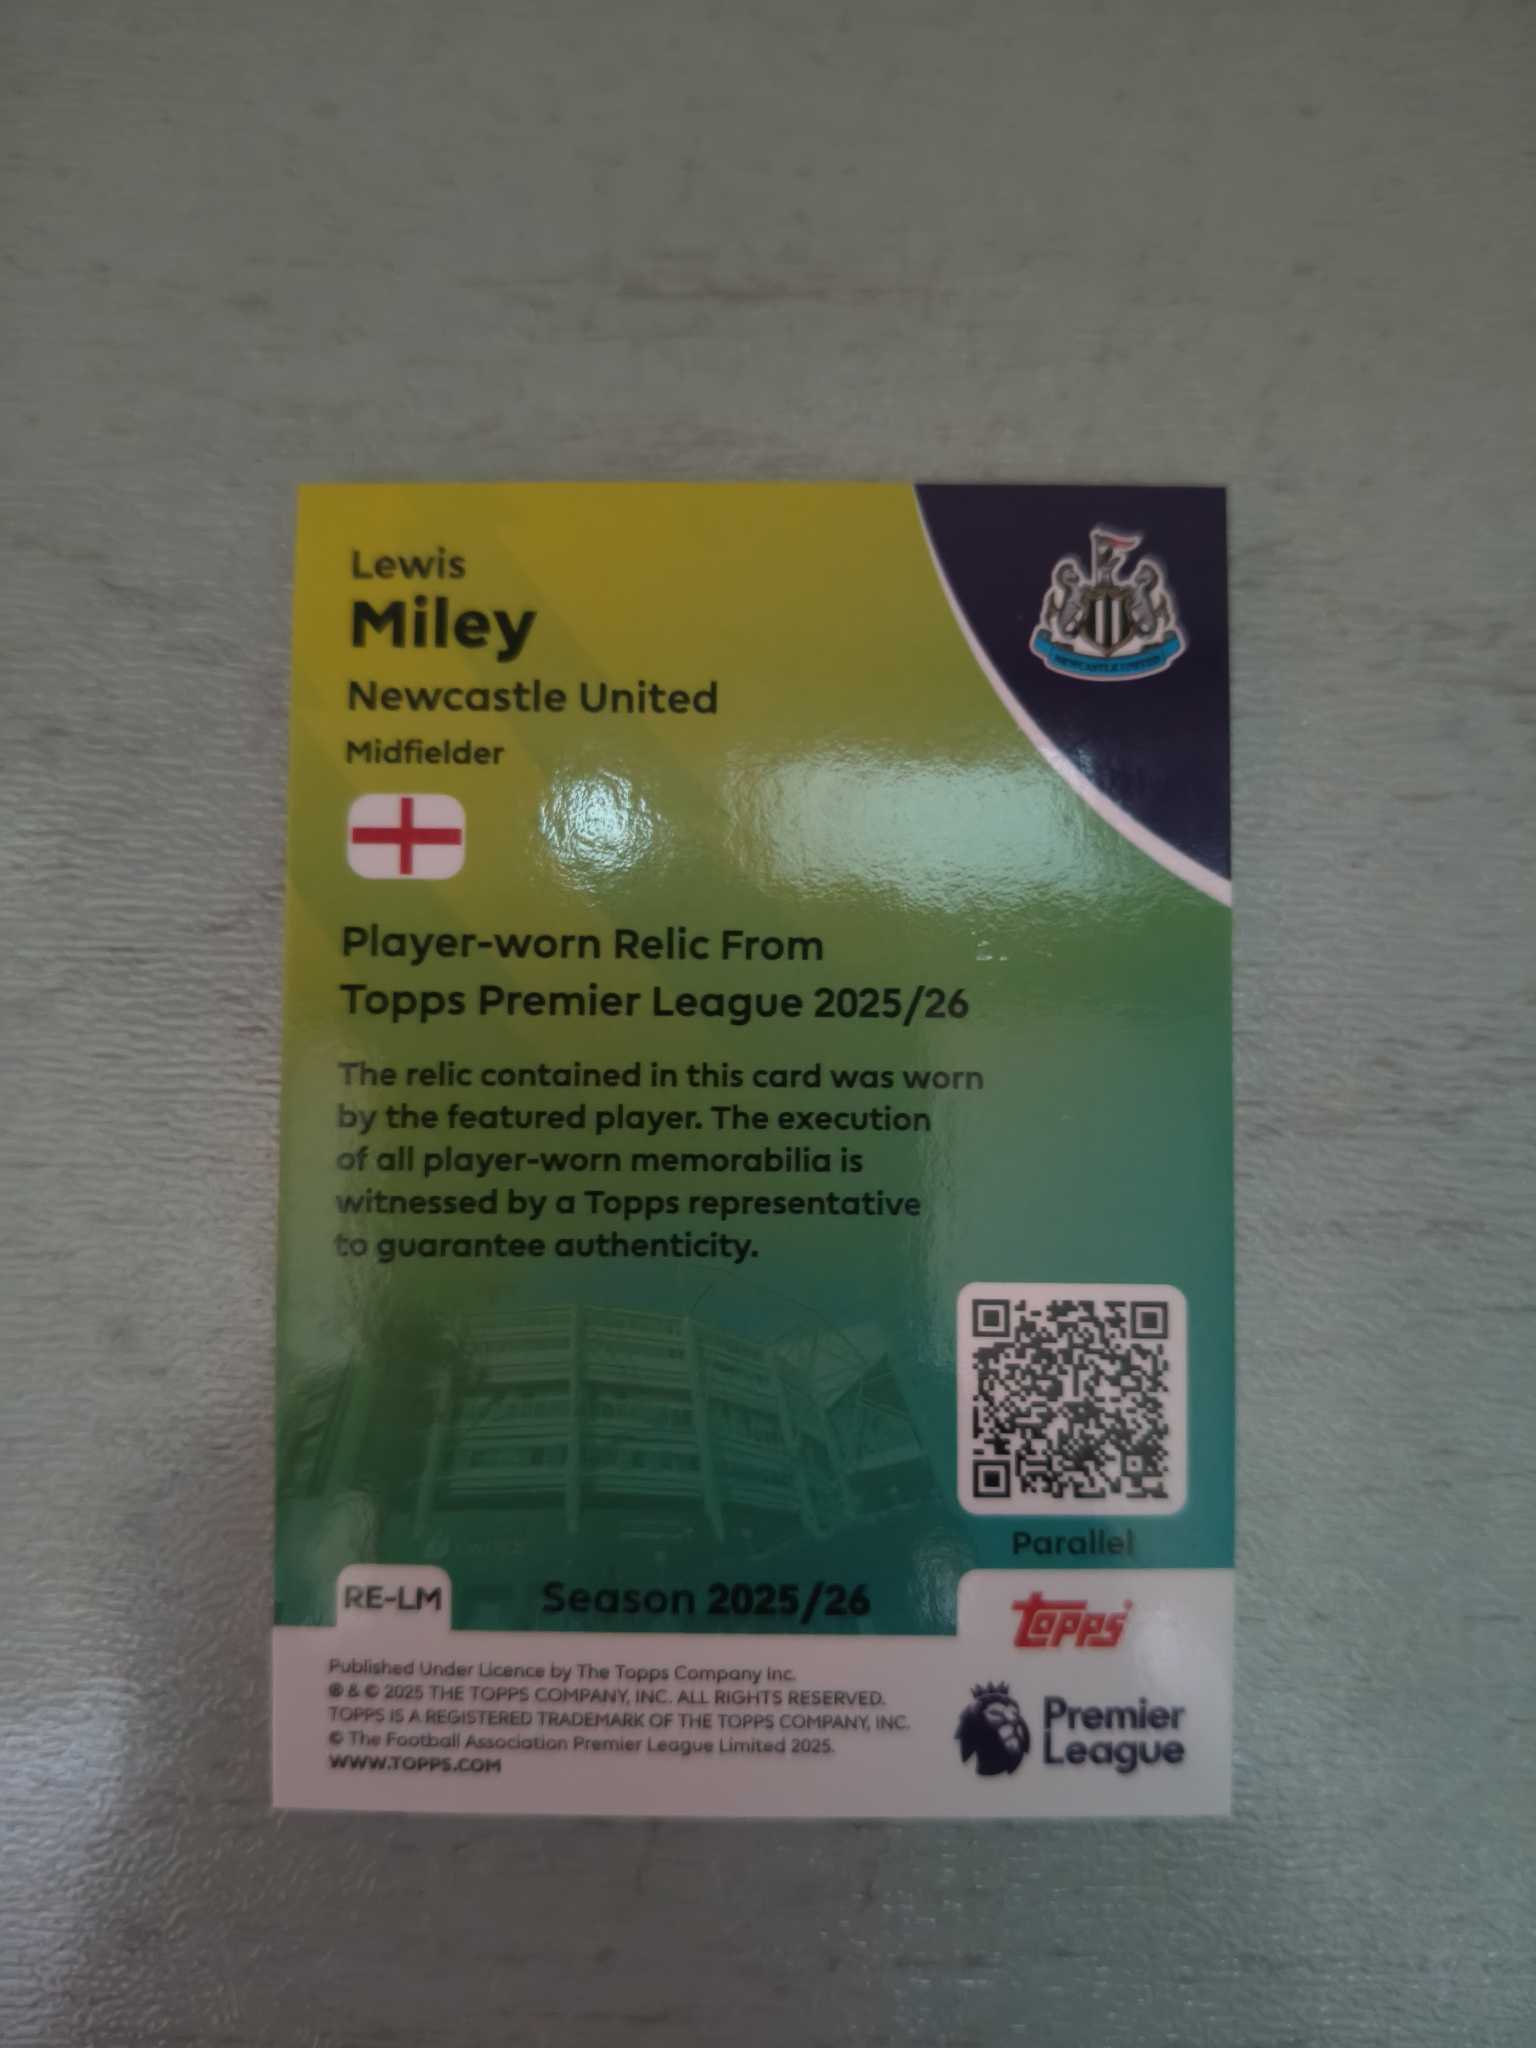 Lewis
Miley
Newcastle United
Midfielder
NEWCASTLE UNITED
Player-worn Relic From
Topps Premier League 2025/26
The relic contained in this card was worn
by the featured player. The execution
of all player-worn memorabilia is
witnessed by a Topps representative
to guarantee authenticity.
Parallel
RE-LM
Season 2025/26
topps
Published Under Licence by The Topps Company Inc.
® & © 2025 THE TOPPS COMPANY, INC. ALL RIGHTS RESERVED.
TOPPS IS A REGISTERED TRADEMARK OF THE TOPPS COMPANY, INC.
© The Football Association Premier League Limited 2025.
WWW.TOPPS.COM
Premier
League